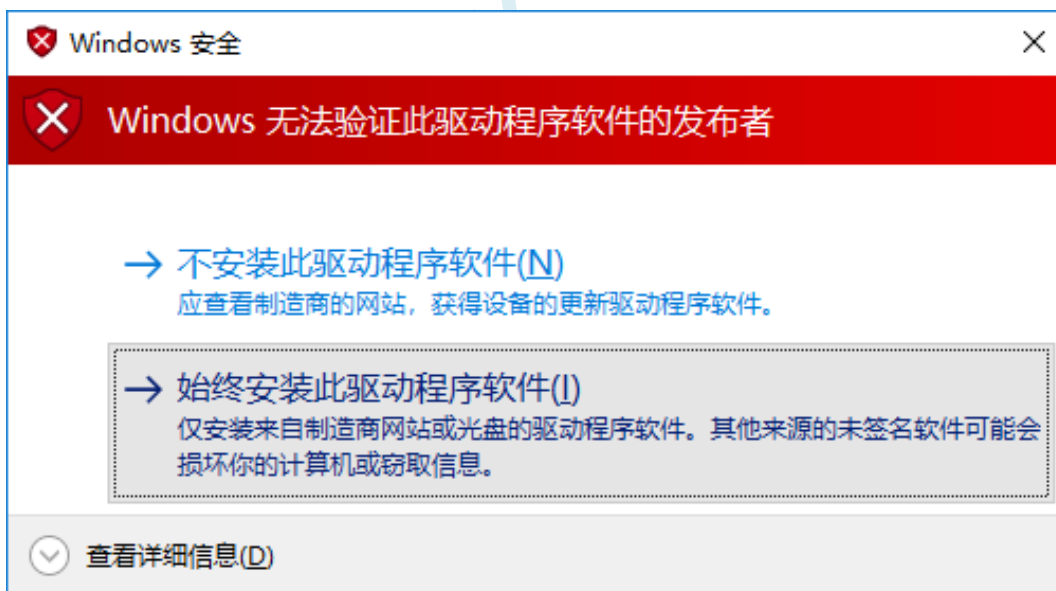 Windows 安全
Windows 无法验证此驱动程序软件的发布者
不安装此驱动程序软件(N)
应查看制造商的网站，获得设备的更新驱动程序软件。
始终安装此驱动程序软件(I)
仅安装来自制造商网站或光盘的驱动程序软件。其他来源的未签名软件可能会
损坏你的计算机或窃取信息。
查看详细信息(D)